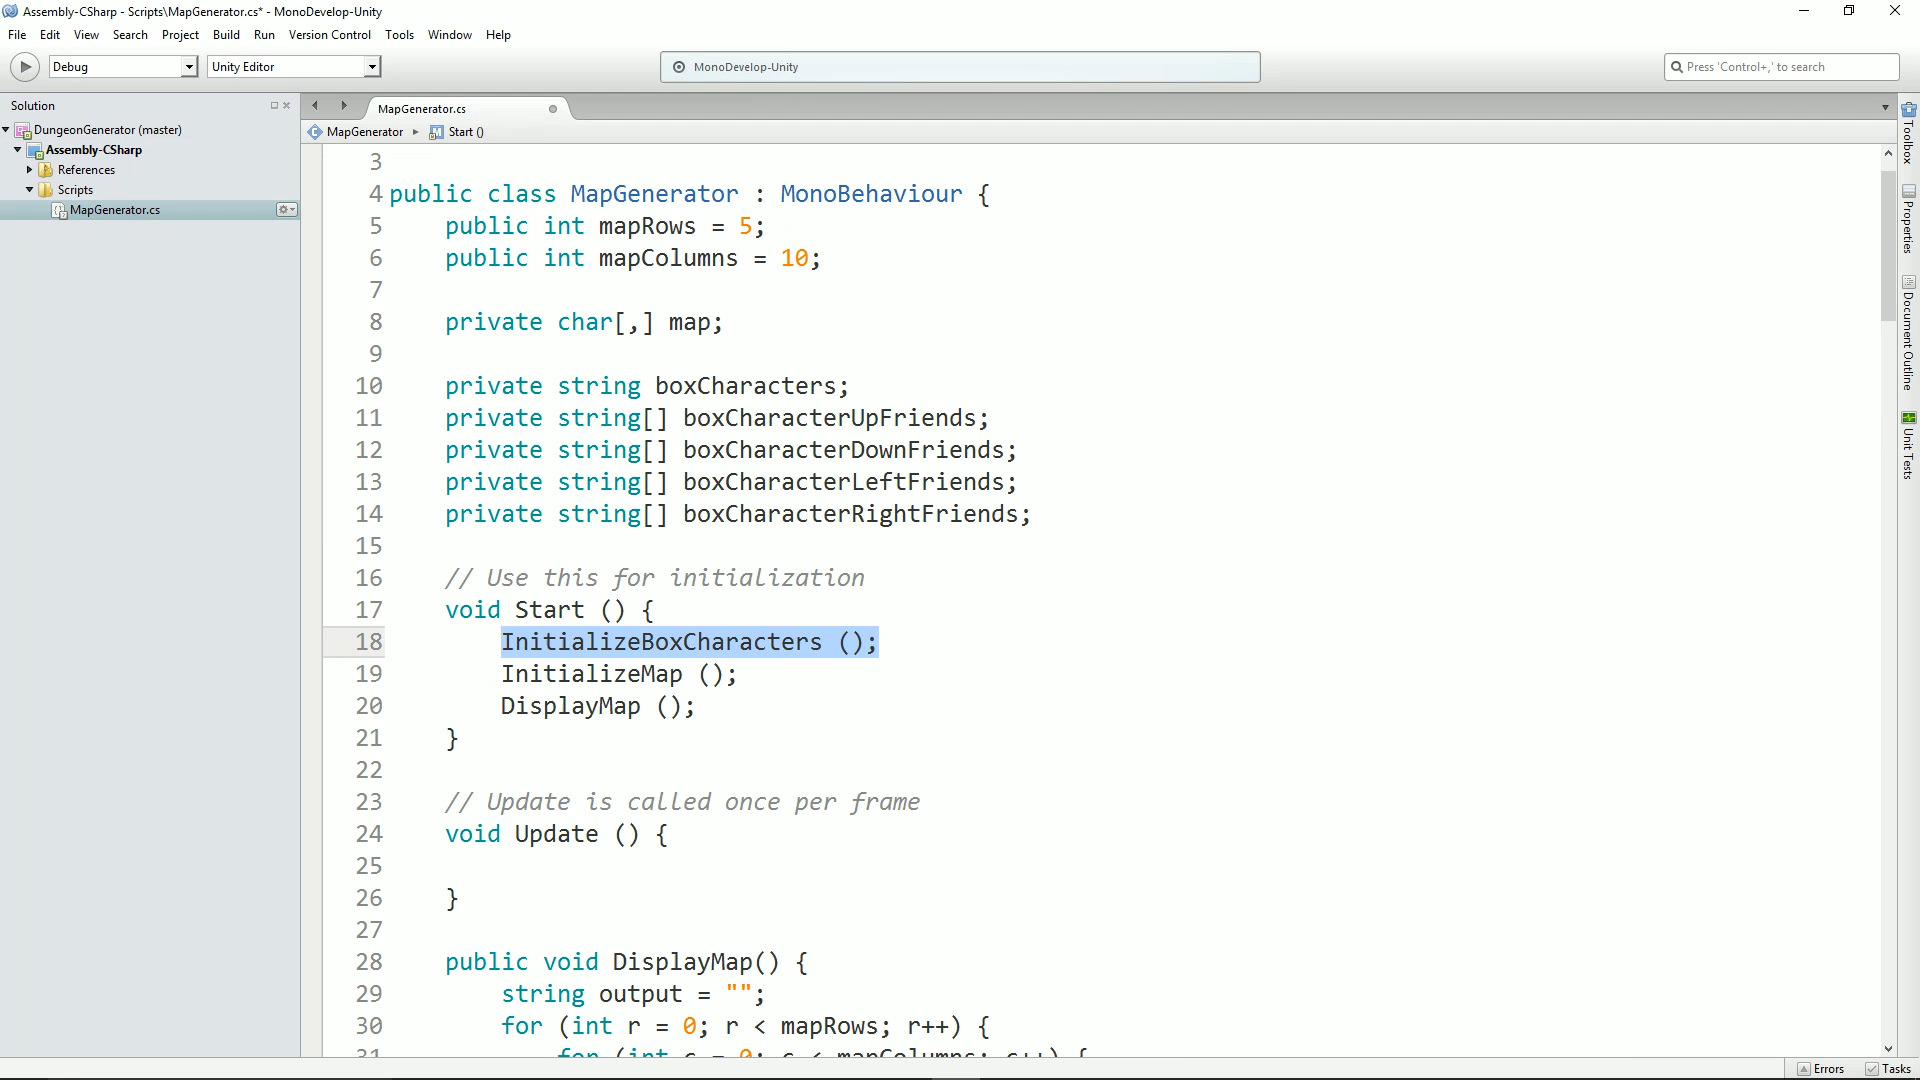 Assembly-CSharp - Scripts\MapGenerator.cs* - MonoDevelop-Unity
File Edit View Search Project Build Run Version Control Tools Window Help
Debug Unity Editor MonoDevelop-Unity Press 'Control+,' to search
Solution
DungeonGenerator (master)
Assembly-CSharp
References
Scripts
MapGenerator.cs
MapGenerator.cs
MapGenerator Start ()
3
4 public class MapGenerator : MonoBehaviour {
5 public int mapRows = 5;
6 public int mapColumns = 10;
7
8 private char[,] map;
9
10 private string boxCharacters;
11 private string[] boxCharacterUpFriends;
12 private string[] boxCharacterDownFriends;
13 private string[] boxCharacterLeftFriends;
14 private string[] boxCharacterRightFriends;
15
16 // Use this for initialization
17 void Start () {
18 InitializeBoxCharacters ();
19 InitializeMap ();
20 DisplayMap ();
21 }
22
23 // Update is called once per frame
24 void Update () {
25
26 }
27
28 public void DisplayMap() {
29 string output = "";
30 for (int r = 0; r < mapRows; r++) {
31 for (int c = 0; c < mapColumns; c++) {
Toolbox
Properties
Document Outline
Unit Tests
Errors Tasks